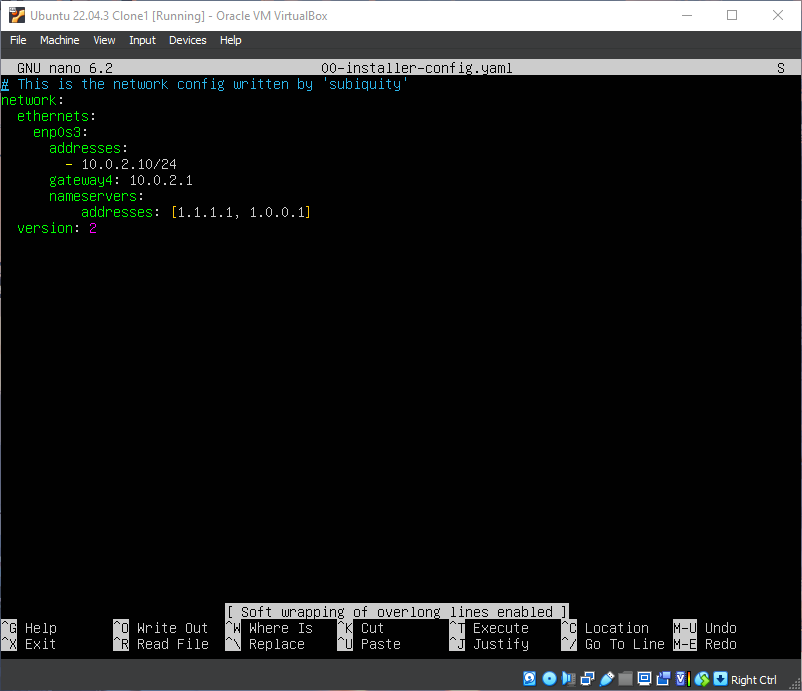 Ubuntu 22.04.3 Clone1 [Running] - Oracle VM VirtualBox
File Machine View Input Devices Help
GNU nano 6.2 00-installer-config.yaml S
# This is the network config written by 'subiquity'
network:
  ethernets:
    enp0s3:
      addresses:
        - 10.0.2.10/24
      gateway4: 10.0.2.1
      nameservers:
          addresses: [1.1.1.1, 1.0.0.1]
  version: 2
[ Soft wrapping of overlong lines enabled ]
^G Help ^O Write Out ^W Where Is ^K Cut ^T Execute ^C Location M-U Undo
^X Exit ^R Read File ^\ Replace ^U Paste ^J Justify ^/ Go To Line M-E Redo
Right Ctrl